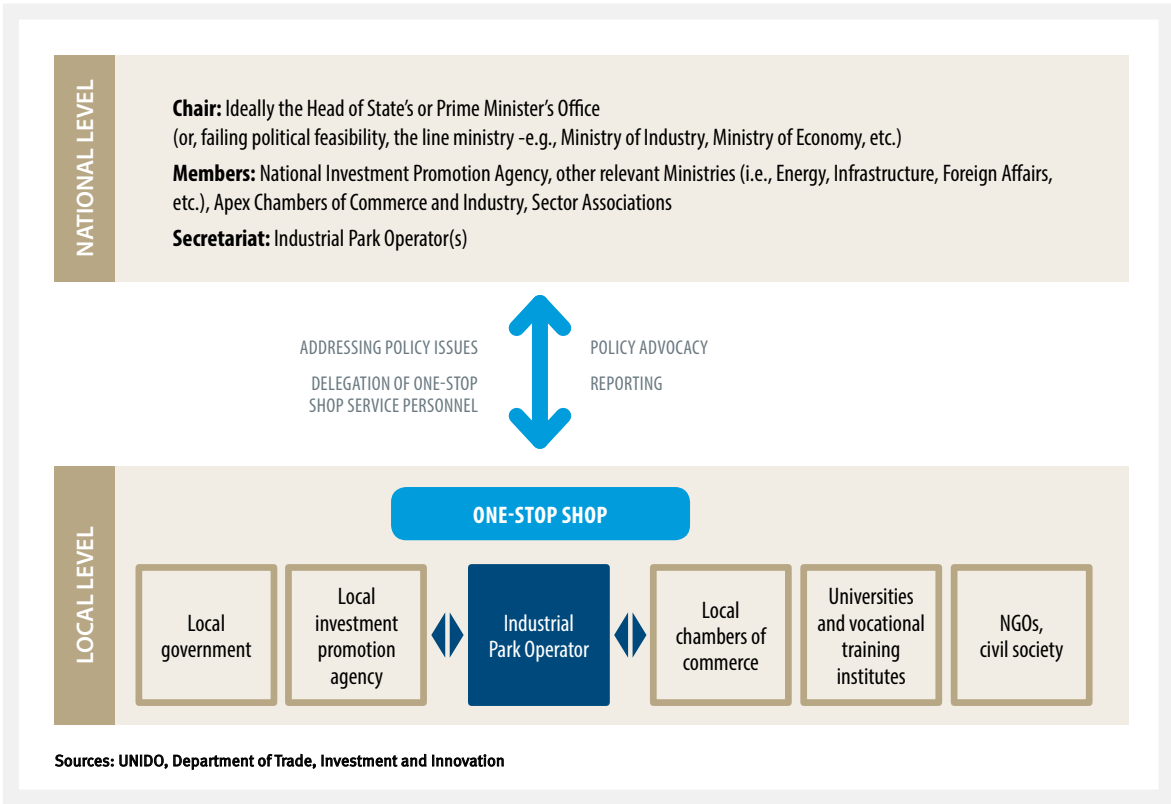 NATIONAL LEVEL
Chair: Ideally the Head of State's or Prime Minister's Office
(or, failing political feasibility, the line ministry -e.g., Ministry of Industry, Ministry of Economy, etc.)
Members: National Investment Promotion Agency, other relevant Ministries (i.e., Energy, Infrastructure, Foreign Affairs,
etc.), Apex Chambers of Commerce and Industry, Sector Associations
Secretariat: Industrial Park Operator(s)
ADDRESSING POLICY ISSUES
DELEGATION OF ONE-STOP
SHOP SERVICE PERSONNEL
POLICY ADVOCACY
REPORTING
LOCAL LEVEL
ONE-STOP SHOP
Local
government
Local
investment
promotion
agency
Industrial
Park Operator
Local
chambers of
commerce
Universities
and vocational
training
institutes
NGOs,
civil society
Sources: UNIDO, Department of Trade, Investment and Innovation